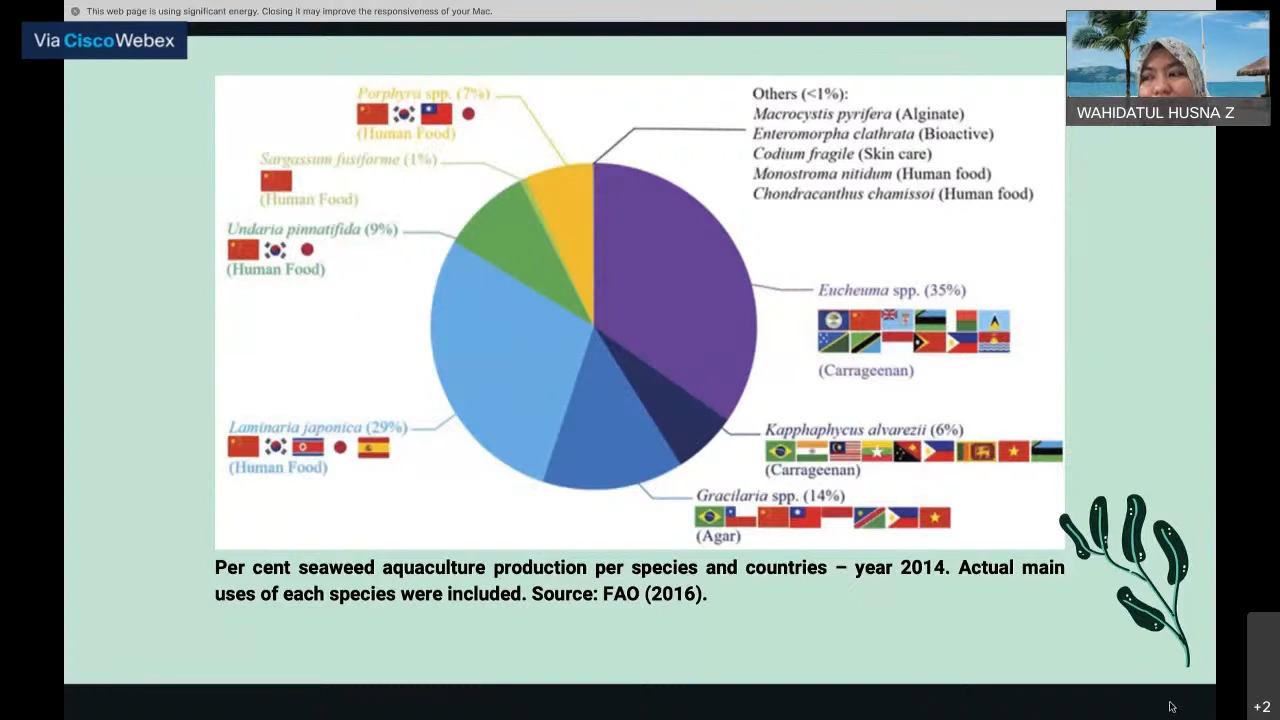 This web page is using significant energy. Closing it may improve the responsiveness of your Mac.
Via Cisco Webex
WAHIDATUL HUSNA Z
Porphyra spp. (7%)
(Human Food)
Sargassum fusiforme (1%)
(Human Food)
Undaria pinnatifida (9%)
(Human Food)
Laminaria japonica (29%)
(Human Food)
Others (<1%):
Macrocystis pyrifera (Alginate)
Enteromorpha clathrata (Bioactive)
Codium fragile (Skin care)
Monostroma nitidum (Human food)
Chondracanthus chamissoi (Human food)
Eucheuma spp. (35%)
(Carrageenan)
Kapphaphycus alvarezii (6%)
(Carrageenan)
Gracilaria spp. (14%)
(Agar)
Per cent seaweed aquaculture production per species and countries – year 2014. Actual main
uses of each species were included. Source: FAO (2016).
+2